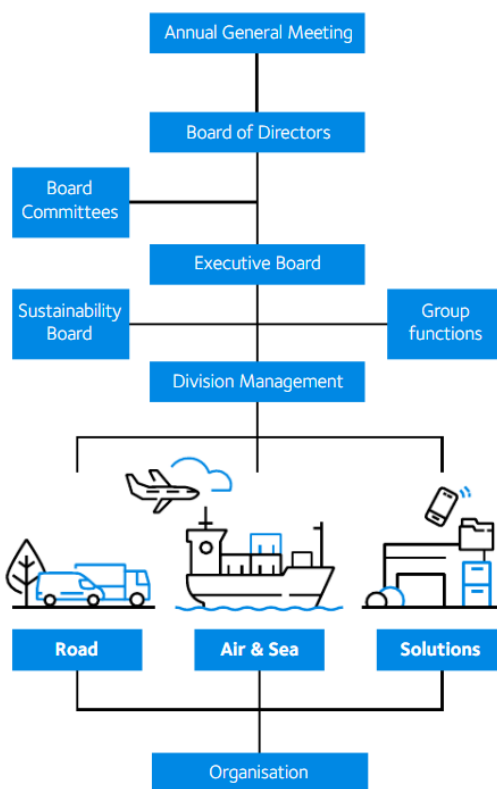 Annual General Meeting
Board of Directors
Board
Committees
Executive Board
Sustainability
Board
Group
functions
Division Management
Road
Air & Sea
Solutions
Organisation